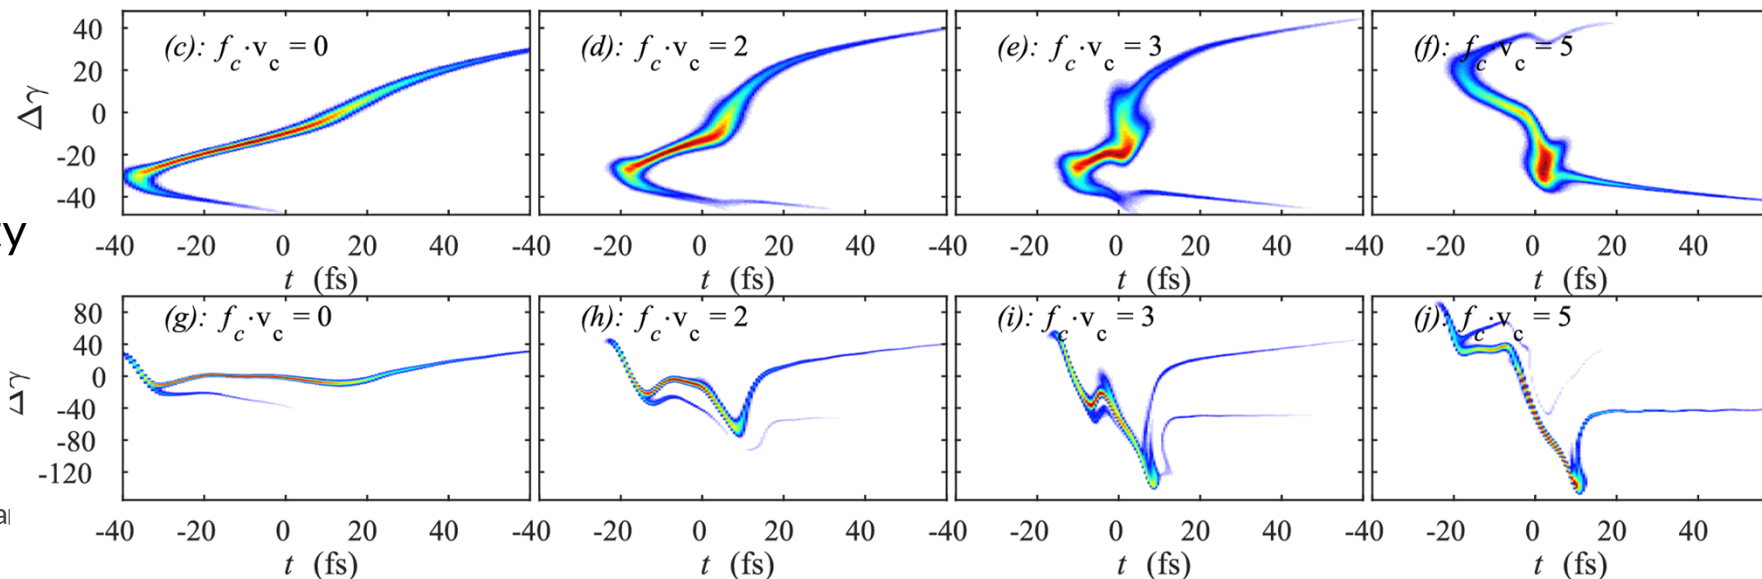 (c): f_c·v_c = 0
(d): f_c·v_c = 2
(e): f_c·v_c = 3
(f): f_c·v_c = 5
40
20
0
-20
-40
Δγ
ty
-40 -20 0 20 40 -40 -20 0 20 40 -40 -20 0 20 40 -40 -20 0 20 40
t (fs) t (fs) t (fs) t (fs)
(g): f_c·v_c = 0
(h): f_c·v_c = 2
(i): f_c·v_c = 3
(j): f_c·v_c = 5
80
40
0
-40
-80
-120
Δγ
-40 -20 0 20 40 -40 -20 0 20 40 -40 -20 0 20 40 -40 -20 0 20 40
t (fs) t (fs) t (fs) t (fs)